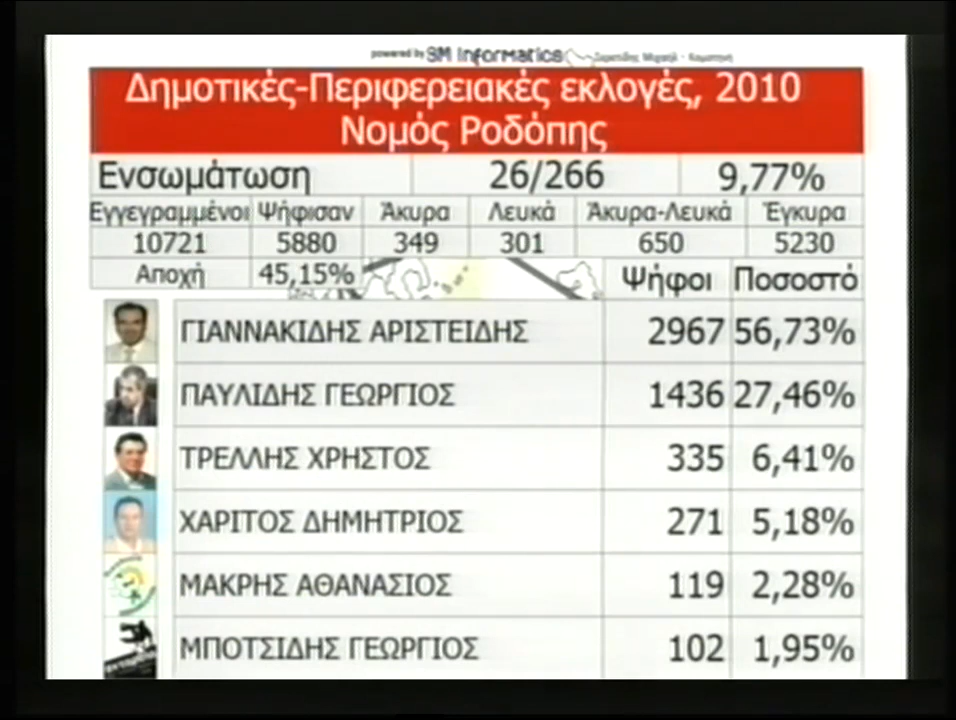 powered by SM Informatics
Δημοτικές-Περιφερειακές εκλογές, 2010
Νομός Ροδόπης
Ενσωμάτωση 26/266 9,77%
Εγγεγραμμένοι Ψήφισαν Άκυρα Λευκά Άκυρα-Λευκά Έγκυρα
10721 5880 349 301 650 5230
Αποχή 45,15% Ψήφοι Ποσοστό
ΓΙΑΝΝΑΚΙΔΗΣ ΑΡΙΣΤΕΙΔΗΣ 2967 56,73%
ΠΑΥΛΙΔΗΣ ΓΕΩΡΓΙΟΣ 1436 27,46%
ΤΡΕΛΛΗΣ ΧΡΗΣΤΟΣ 335 6,41%
ΧΑΡΙΤΟΣ ΔΗΜΗΤΡΙΟΣ 271 5,18%
ΜΑΚΡΗΣ ΑΘΑΝΑΣΙΟΣ 119 2,28%
ΜΠΟΤΣΙΔΗΣ ΓΕΩΡΓΙΟΣ 102 1,95%